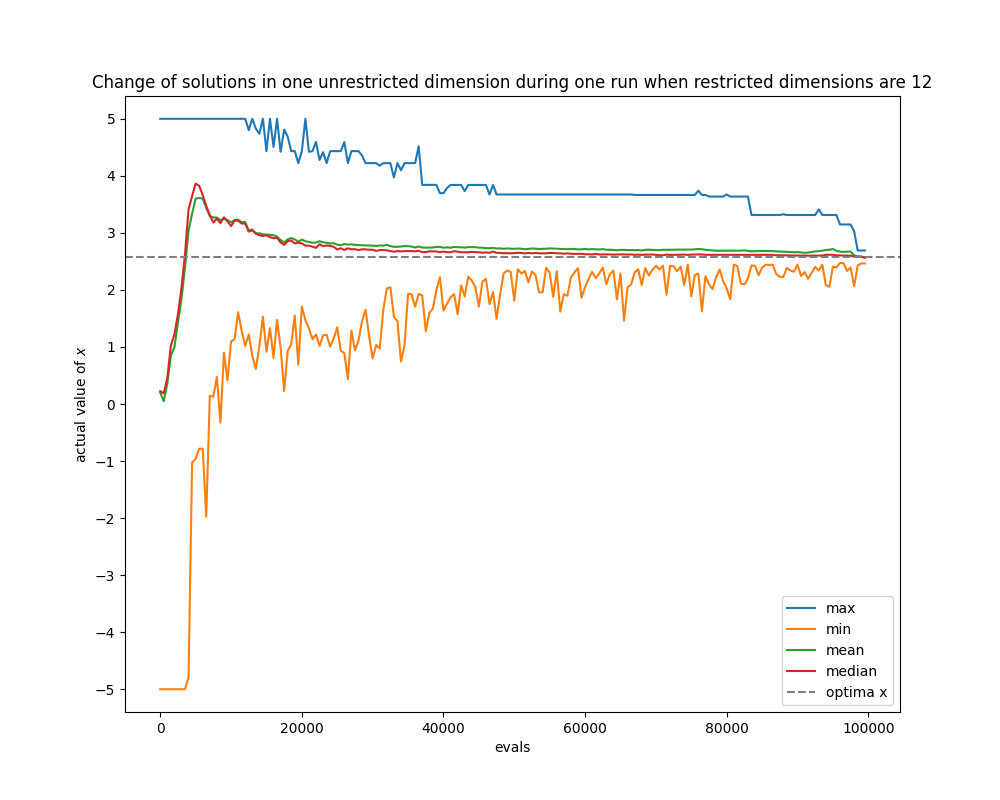 Change of solutions in one unrestricted dimension during one run when restricted dimensions are 12
actual value of x
5
4
3
2
1
0
−1
−2
−3
−4
−5
0
20000
40000
60000
80000
100000
evals
max
min
mean
median
optima x